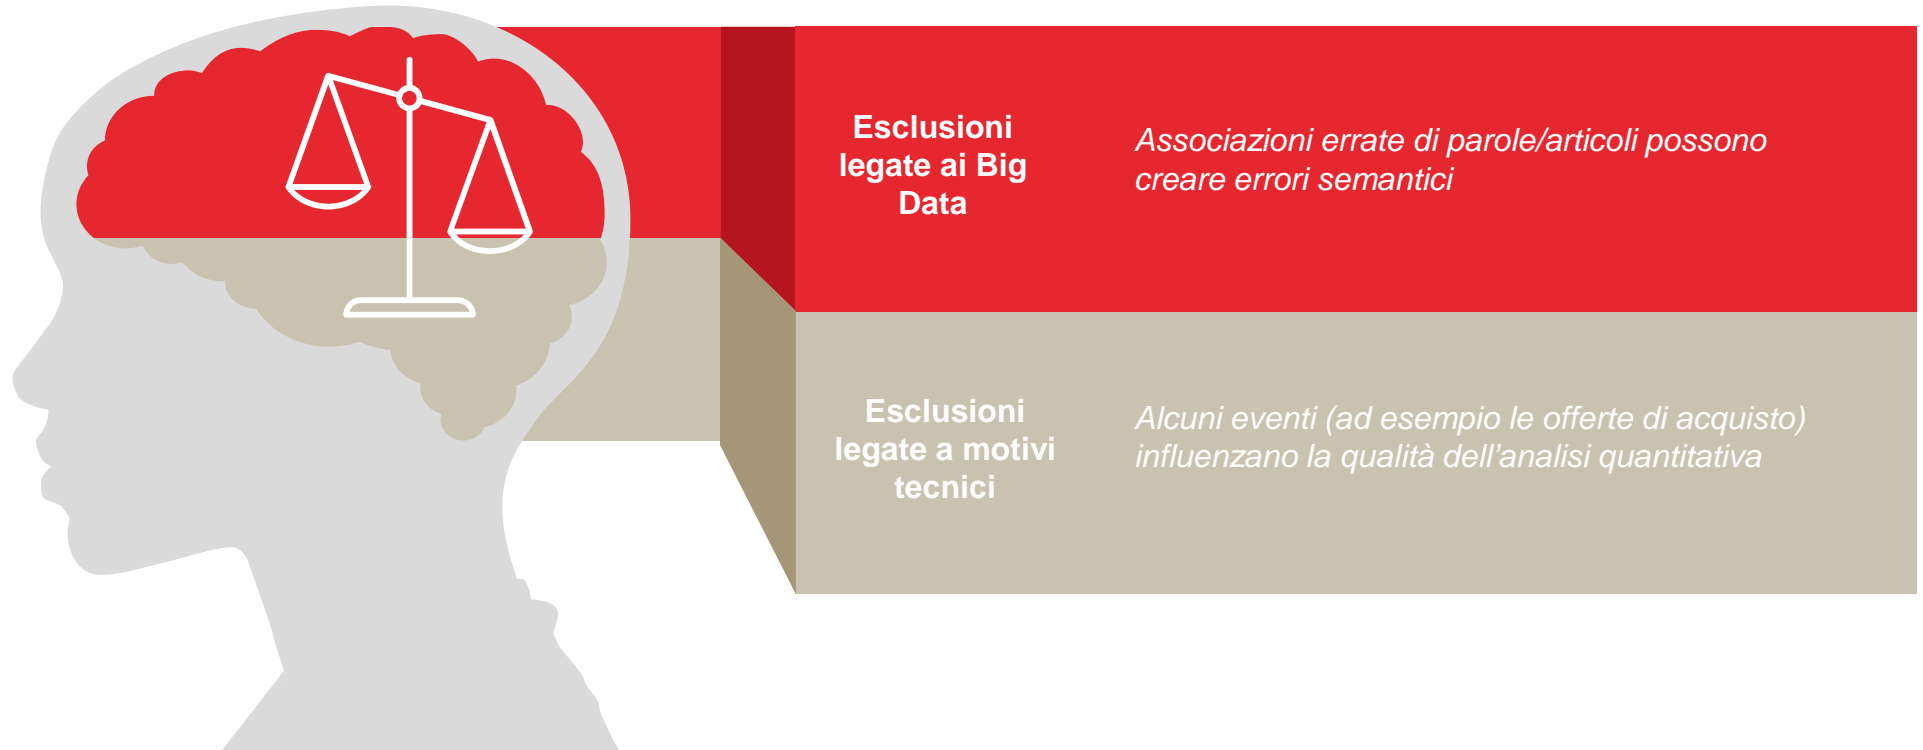 Esclusioni
legate ai Big
Data
Associazioni errate di parole/articoli possono
creare errori semantici
Esclusioni
legate a motivi
tecnici
Alcuni eventi (ad esempio le offerte di acquisto)
influenzano la qualità dell’analisi quantitativa